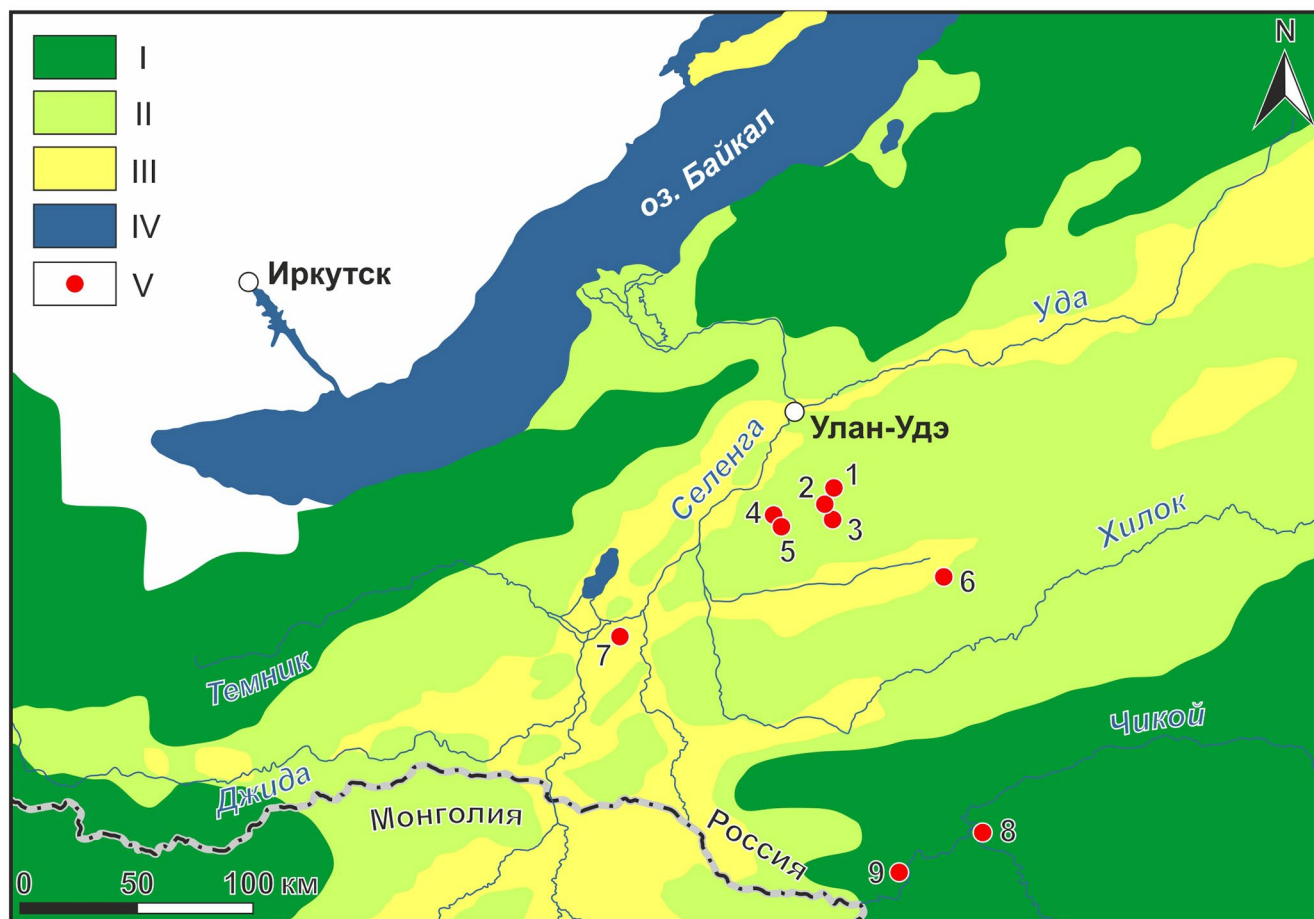 I
II
III
IV
V
N
оз. Байкал
Иркутск
Уда
Улан-Удэ
Селенга
1
2
3
4
5
Хилок
6
7
Темник
Чикой
Джида
Монголия
Россия
8
9
0 50 100 км